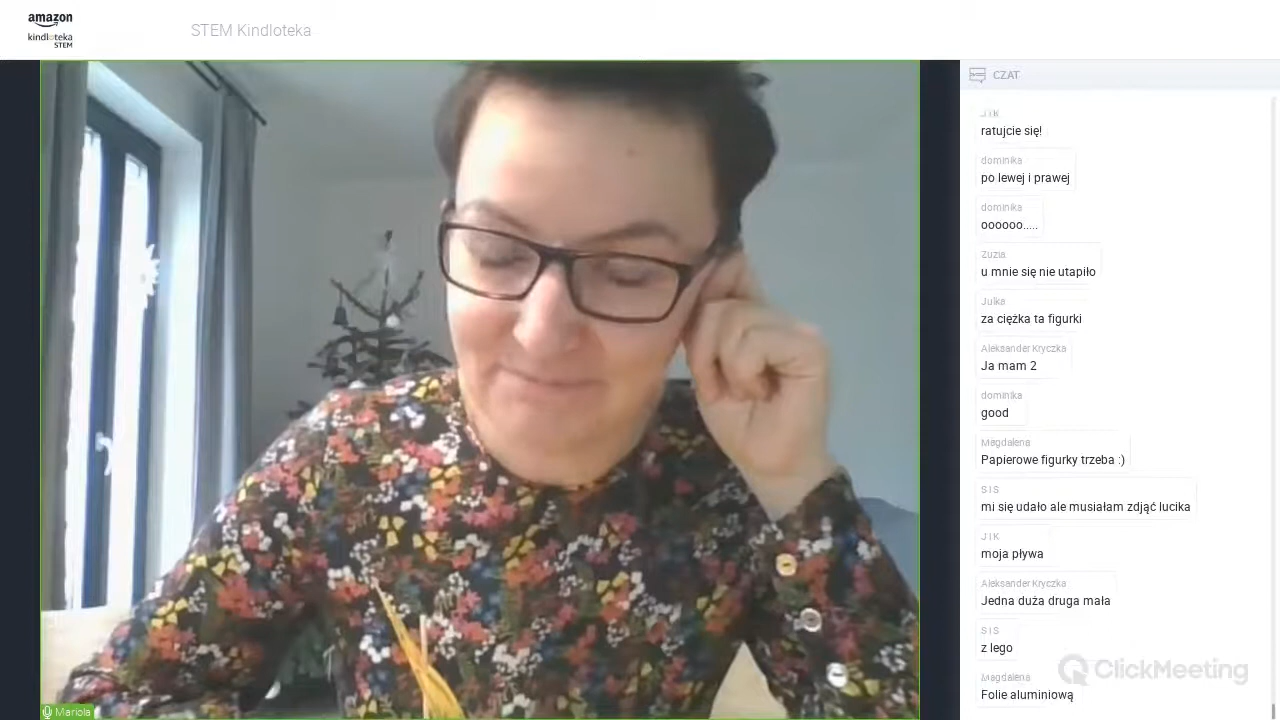 amazon
kindloteka
STEM
STEM Kindloteka
CZAT
J I K
ratujcie się!
dominika
po lewej i prawej
dominika
oooooo.....
Zuzia
u mnie się nie utapiło
Julka
za ciężka ta figurki
Aleksander Kryczka
Ja mam 2
dominika
good
Magdalena
Papierowe figurky trzeba :)
S I S
mi się udało ale musiałam zdjąć lucika
J I K
moja pływa
Aleksander Kryczka
Jedna duża druga mała
S I S
z lego
Magdalena
Folie aluminiową
ClickMeeting
Mariola